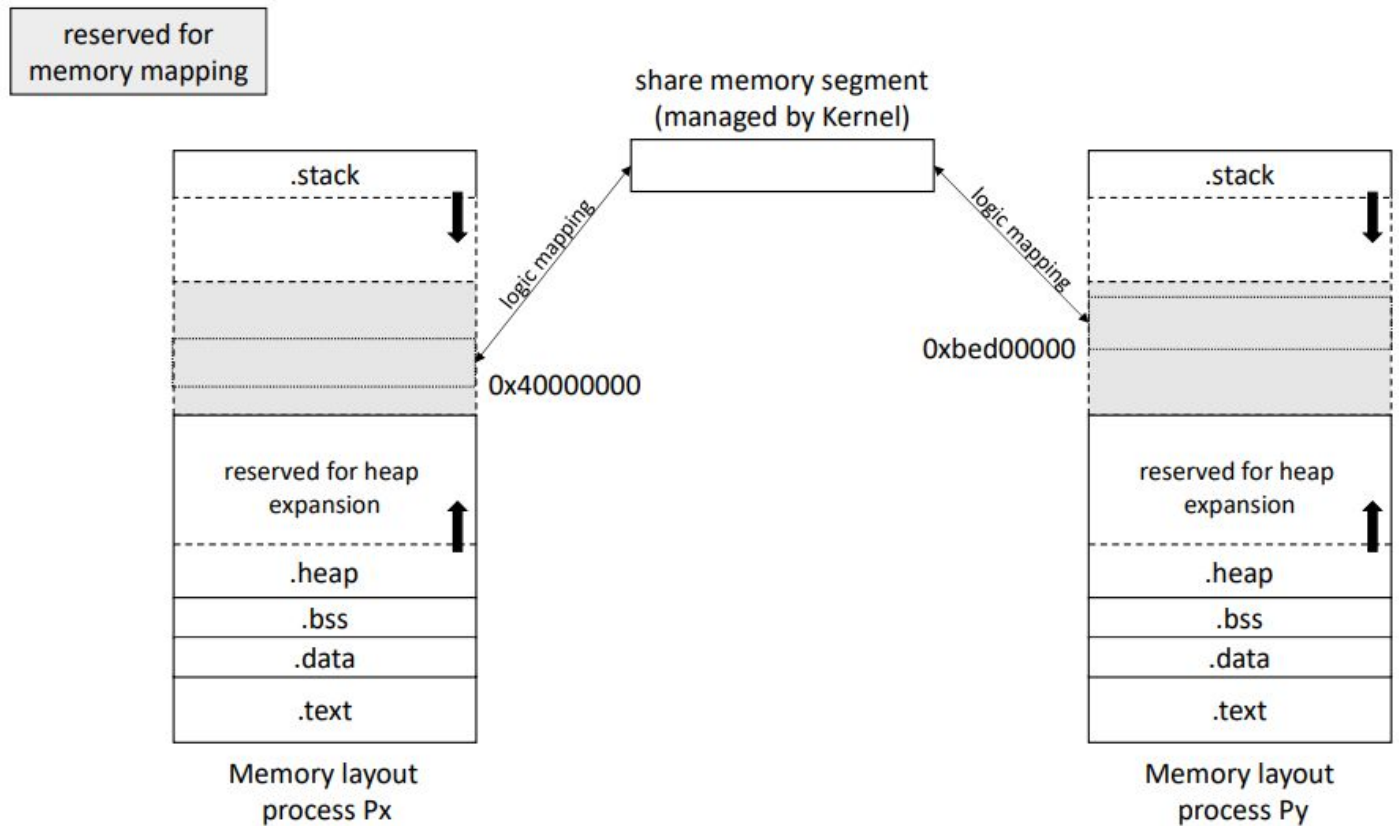 reserved for
memory mapping
share memory segment
(managed by Kernel)
.stack
logic mapping
0x40000000
reserved for heap
expansion
.heap
.bss
.data
.text
Memory layout
process Px
.stack
logic mapping
0xbed00000
reserved for heap
expansion
.heap
.bss
.data
.text
Memory layout
process Py